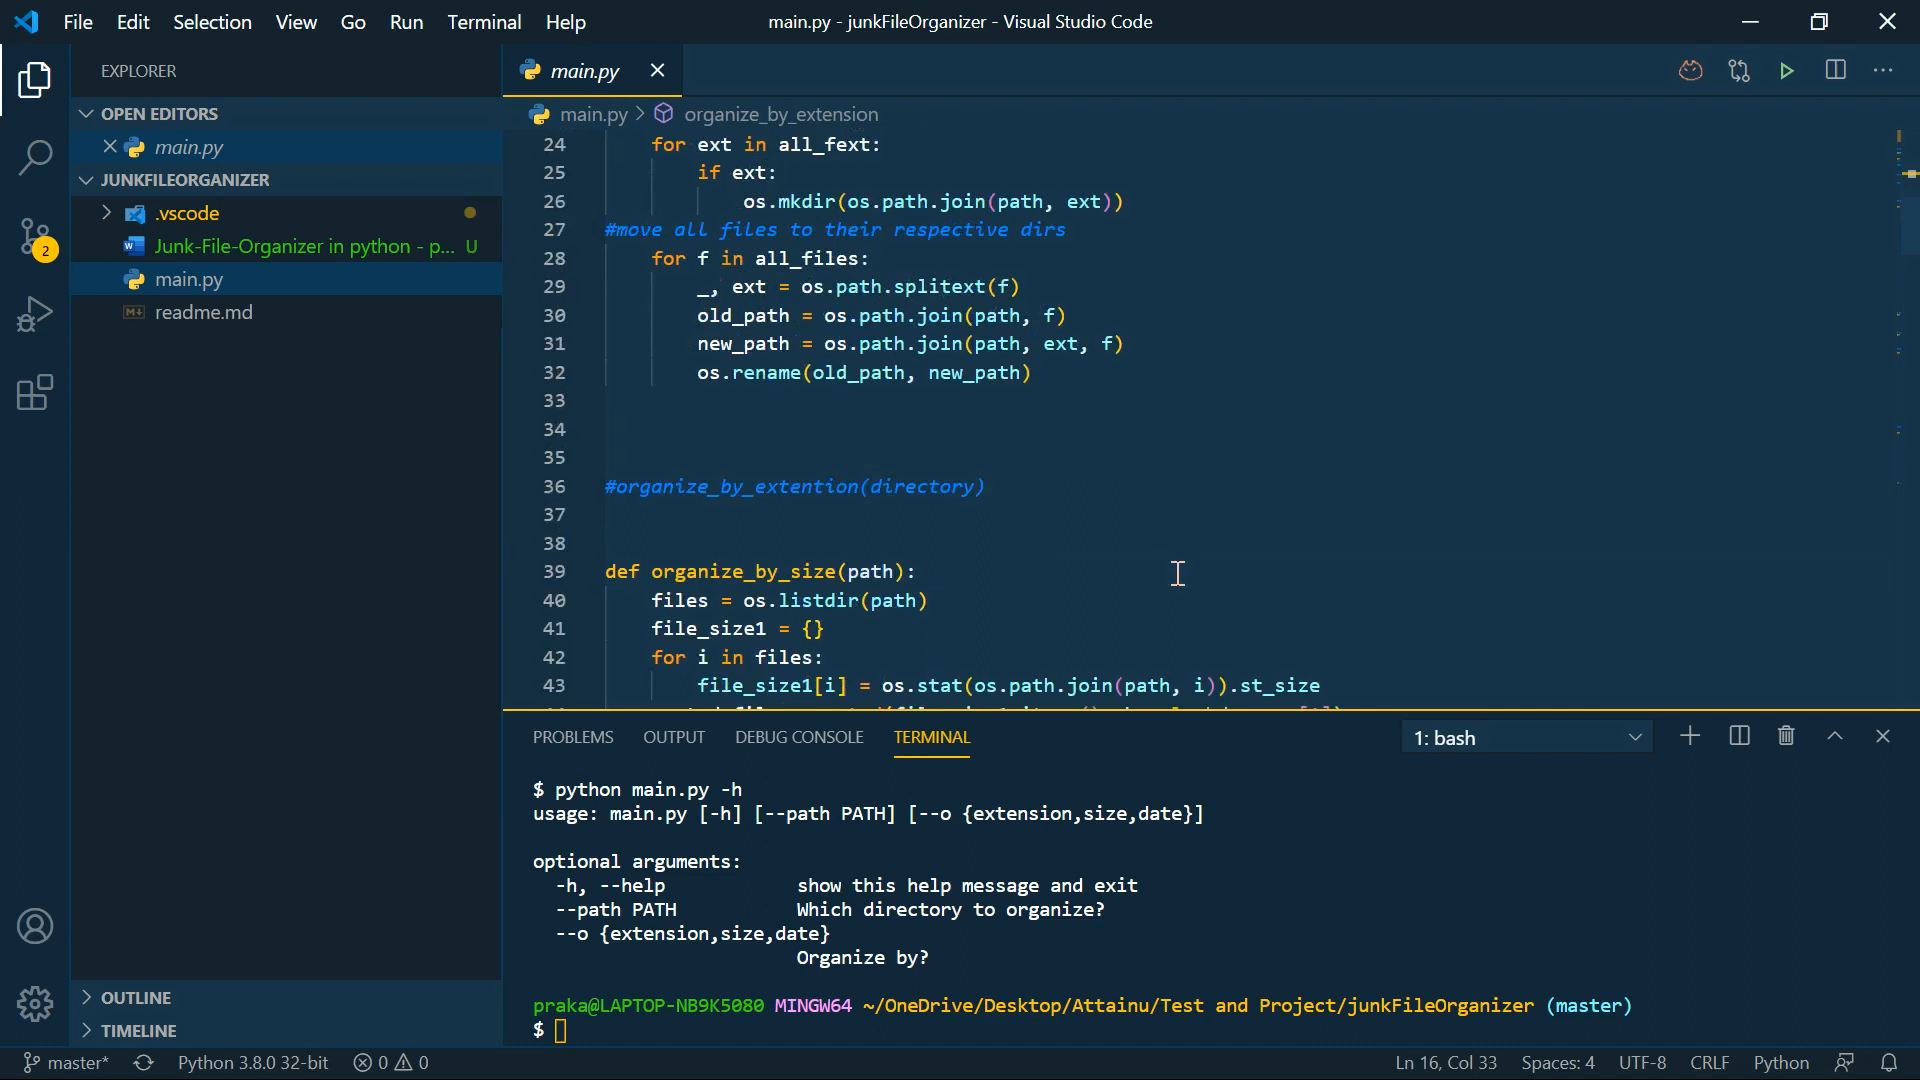 File Edit Selection View Go Run Terminal Help main.py - junkFileOrganizer - Visual Studio Code
EXPLORER
OPEN EDITORS
main.py
JUNKFILEORGANIZER
.vscode
Junk-File-Organizer in python - p... U
main.py
readme.md
OUTLINE
TIMELINE
2
main.py
main.py > organize_by_extension
24 for ext in all_fext:
25 if ext:
26 os.mkdir(os.path.join(path, ext))
27 #move all files to their respective dirs
28 for f in all_files:
29 _, ext = os.path.splitext(f)
30 old_path = os.path.join(path, f)
31 new_path = os.path.join(path, ext, f)
32 os.rename(old_path, new_path)
33
34
35
36 #organize_by_extention(directory)
37
38
39 def organize_by_size(path):
40 files = os.listdir(path)
41 file_size1 = {}
42 for i in files:
43 file_size1[i] = os.stat(os.path.join(path, i)).st_size
PROBLEMS OUTPUT DEBUG CONSOLE TERMINAL 1: bash
$ python main.py -h
usage: main.py [-h] [--path PATH] [--o {extension,size,date}]
optional arguments:
-h, --help show this help message and exit
--path PATH Which directory to organize?
--o {extension,size,date}
Organize by?
praka@LAPTOP-NB9K5080 MINGW64 ~/OneDrive/Desktop/Attainu/Test and Project/junkFileOrganizer (master)
$
master* Python 3.8.0 32-bit 0 0 Ln 16, Col 33 Spaces: 4 UTF-8 CRLF Python